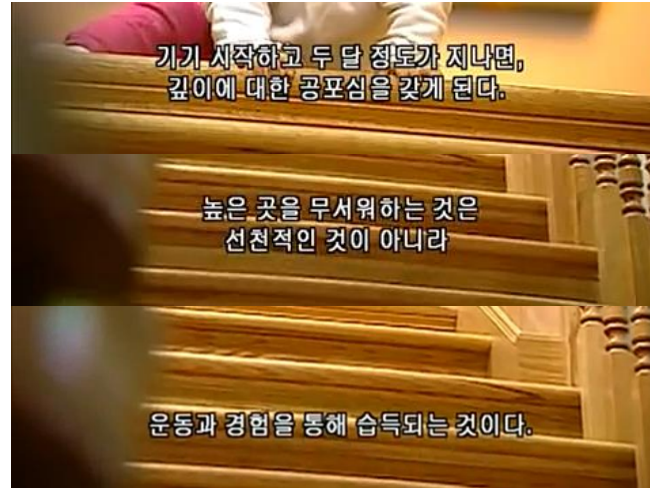 기기 시작하고 두 달 정도가 지나면,
깊이에 대한 공포심을 갖게 된다.
높은 곳을 무서워하는 것은
선천적인 것이 아니라
운동과 경험을 통해 습득되는 것이다.